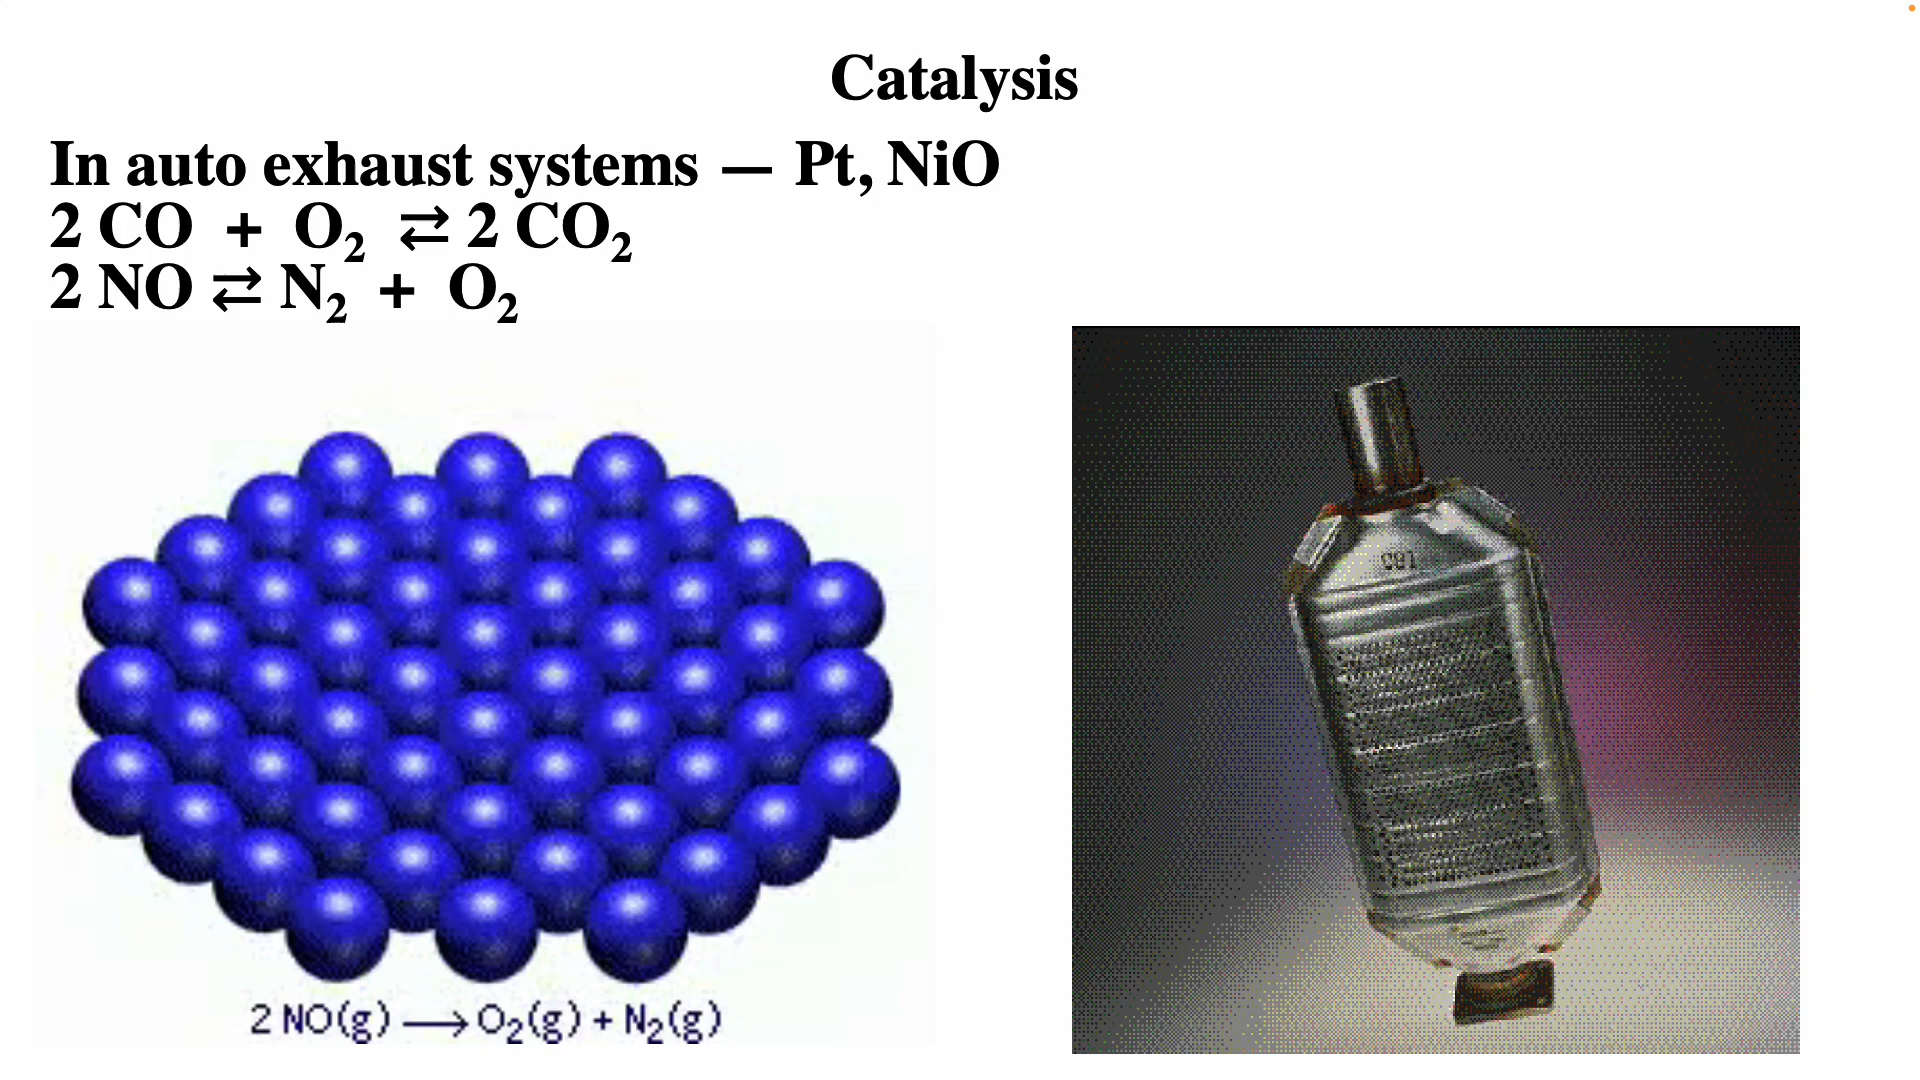 Catalysis
In auto exhaust systems — Pt, NiO
2 CO + O₂ ⇄ 2 CO₂
2 NO ⇄ N₂ + O₂
2 NO(g) ⟶ O₂(g) + N₂(g)